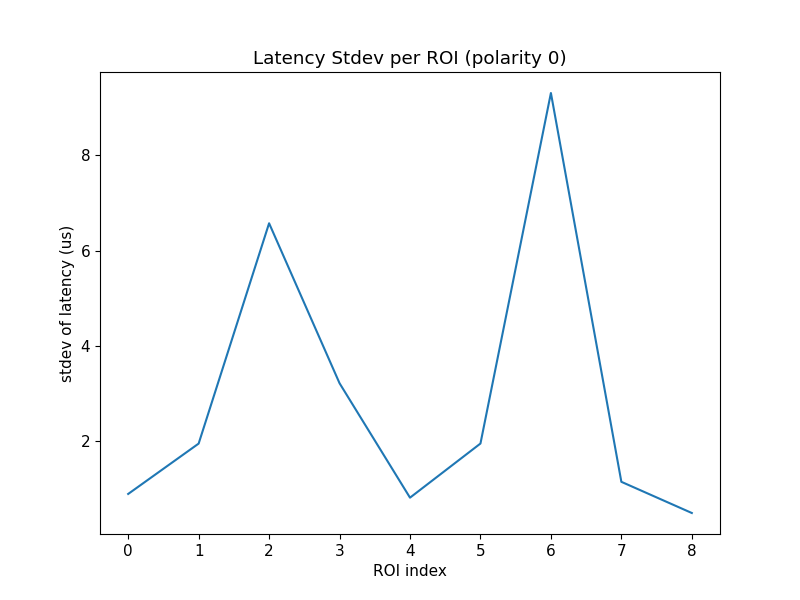 Latency Stdev per ROI (polarity 0)
stdev of latency (us)
8
6
4
2
0 1 2 3 4 5 6 7 8
ROI index